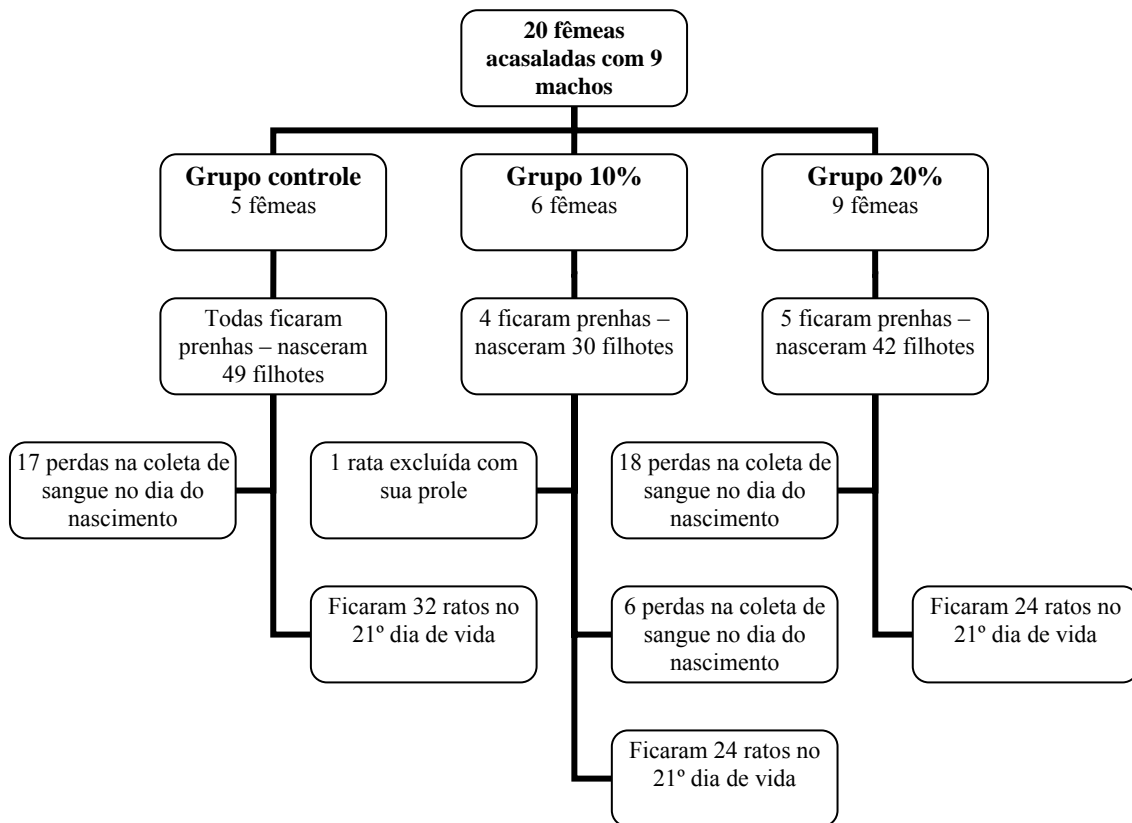 20 fêmeas
acasaladas com 9
machos
Grupo controle
5 fêmeas
Grupo 10%
6 fêmeas
Grupo 20%
9 fêmeas
Todas ficaram
prenhas – nasceram
49 filhotes
4 ficaram prenhas –
nasceram 30 filhotes
5 ficaram prenhas –
nasceram 42 filhotes
17 perdas na coleta de
sangue no dia do
nascimento
1 rata excluída com
sua prole
18 perdas na coleta de
sangue no dia do
nascimento
Ficaram 32 ratos no
21º dia de vida
6 perdas na coleta de
sangue no dia do
nascimento
Ficaram 24 ratos no
21º dia de vida
Ficaram 24 ratos no
21º dia de vida